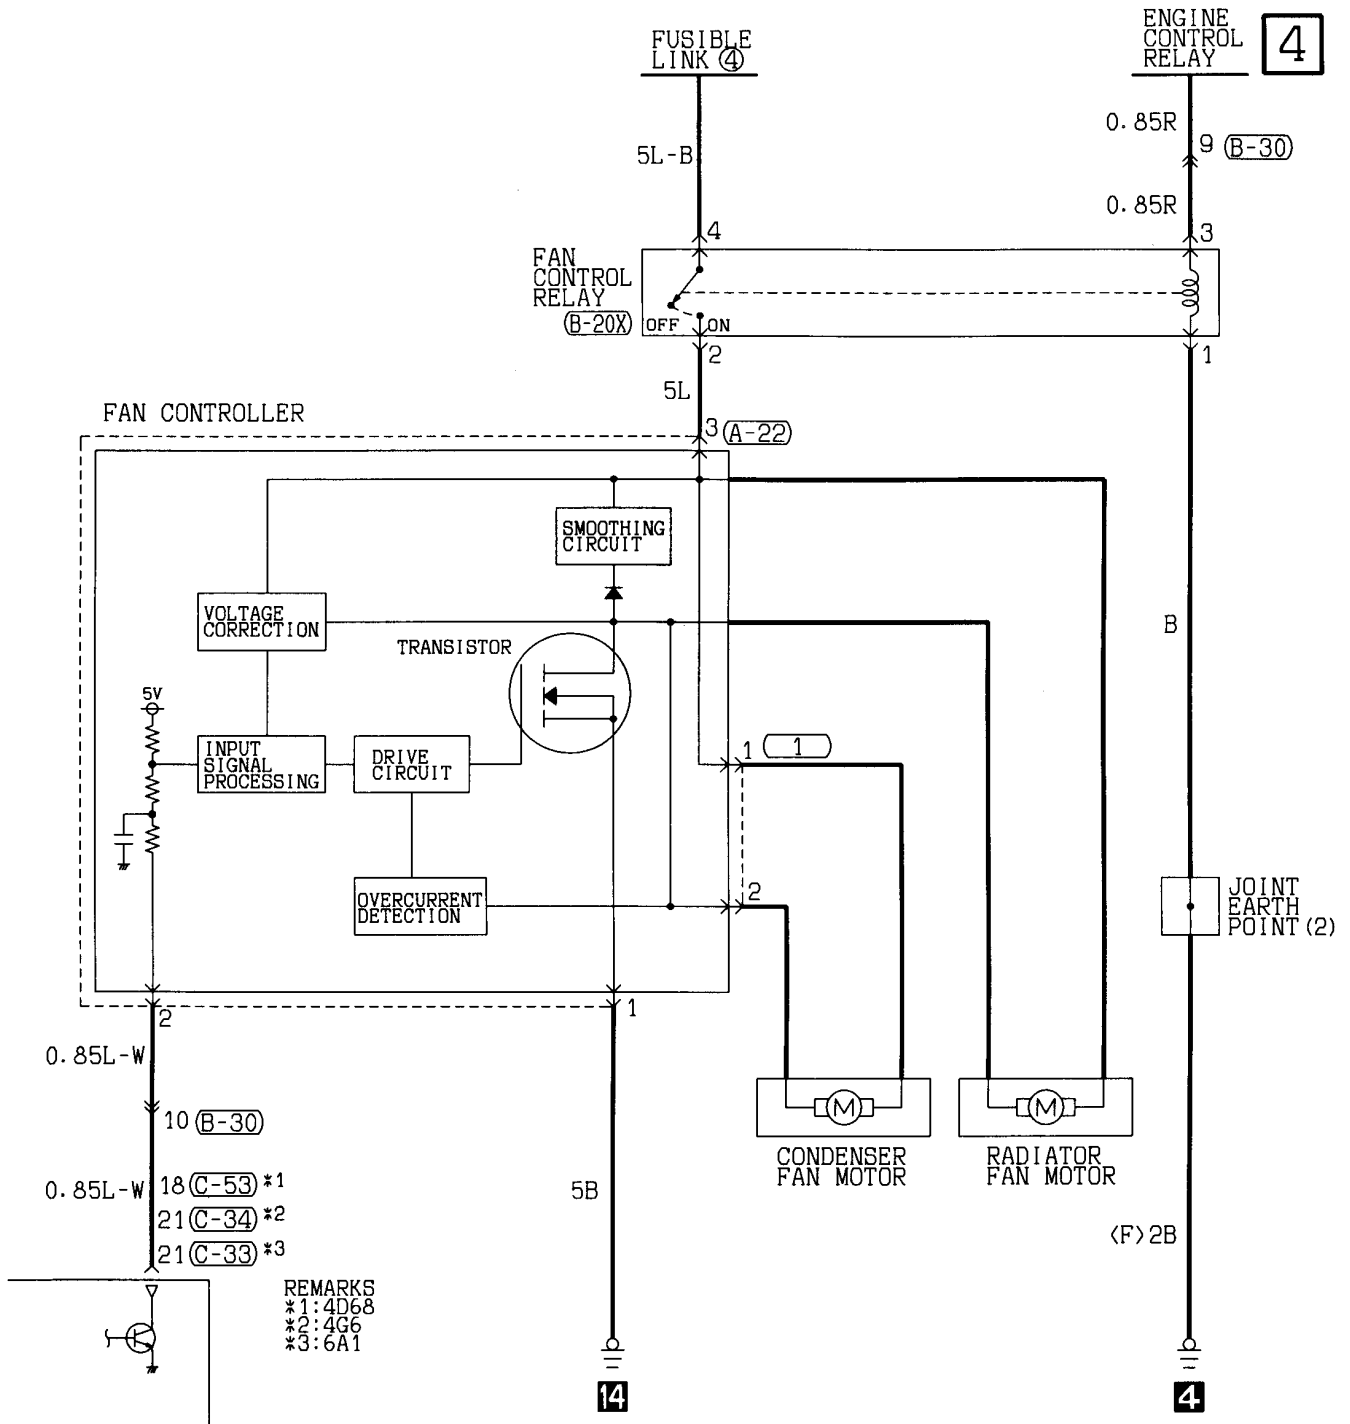 FUSIBLE
LINK ④
ENGINE
CONTROL
RELAY
4
0.85R
9 (B-30)
5L-B
0.85R
4
3
FAN
CONTROL
RELAY
(B-20X)
OFF
ON
2
1
5L
FAN CONTROLLER
3 (A-22)
SMOOTHING
CIRCUIT
VOLTAGE
CORRECTION
TRANSISTOR
B
5V
INPUT
SIGNAL
PROCESSING
DRIVE
CIRCUIT
1 (1)
OVERCURRENT
DETECTION
2
JOINT
EARTH
POINT(2)
2
1
0.85L-W
10 (B-30)
M
M
CONDENSER
FAN MOTOR
RADIATOR
FAN MOTOR
0.85L-W
18 (C-53) *1
21 (C-34) *2
21 (C-33) *3
5B
<F>2B
REMARKS
*1:4D68
*2:4G6
*3:6A1
14
4